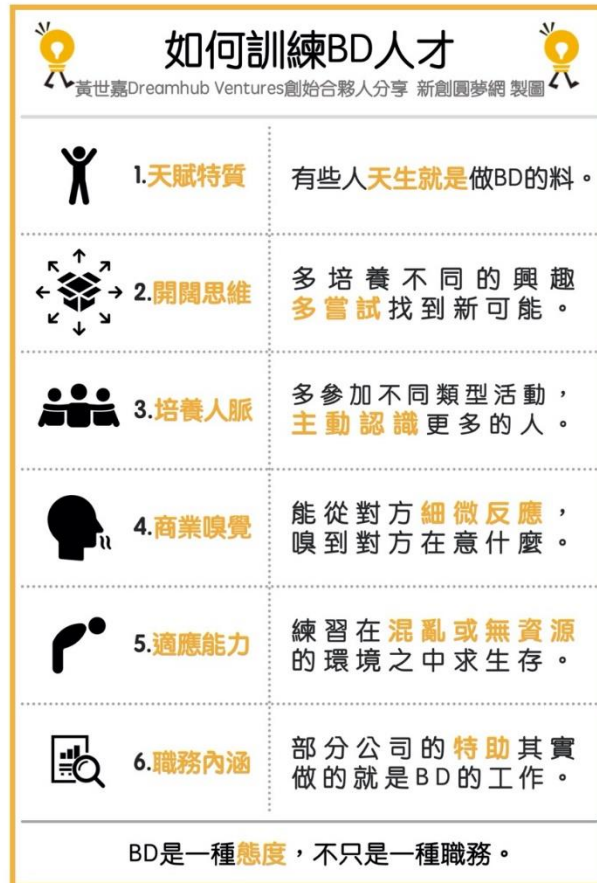 如何訓練BD人才
黃世嘉Dreamhub Ventures創始合夥人分享 新創圓夢網 製圖
1.天賦特質
有些人天生就是做BD的料。
2.開闊思維
多培養不同的興趣
多嘗試找到新可能。
3.培養人脈
多參加不同類型活動，
主動認識更多的人。
4.商業嗅覺
能從對方細微反應，
嗅到對方在意什麼。
5.適應能力
練習在混亂或無資源
的環境之中求生存。
6.職務內涵
部分公司的特助其實
做的就是BD的工作。
BD是一種態度，不只是一種職務。